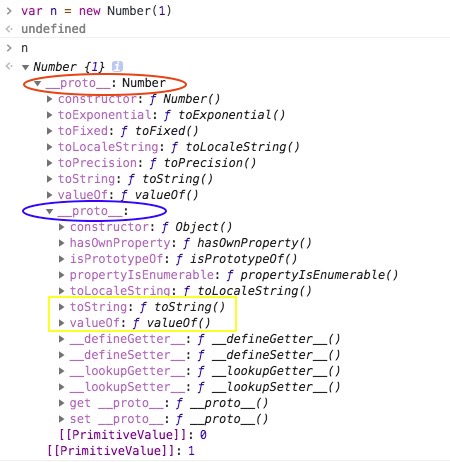 > var n = new Number(1)
<· undefined
> n
<· ▼ Number {1} i
▼ __proto__: Number
▶ constructor: ƒ Number()
▶ toExponential: ƒ toExponential()
▶ toFixed: ƒ toFixed()
▶ toLocaleString: ƒ toLocaleString()
▶ toPrecision: ƒ toPrecision()
▶ toString: ƒ toString()
▶ valueOf: ƒ valueOf()
▼ __proto__:
▶ constructor: ƒ Object()
▶ hasOwnProperty: ƒ hasOwnProperty()
▶ isPrototypeOf: ƒ isPrototypeOf()
▶ propertyIsEnumerable: ƒ propertyIsEnumerable()
▶ toLocaleString: ƒ toLocaleString()
▶ toString: ƒ toString()
▶ valueOf: ƒ valueOf()
▶ __defineGetter__: ƒ __defineGetter__()
▶ __defineSetter__: ƒ __defineSetter__()
▶ __lookupGetter__: ƒ __lookupGetter__()
▶ __lookupSetter__: ƒ __lookupSetter__()
▶ get __proto__: ƒ __proto__()
▶ set __proto__: ƒ __proto__()
[[PrimitiveValue]]: 0
[[PrimitiveValue]]: 1